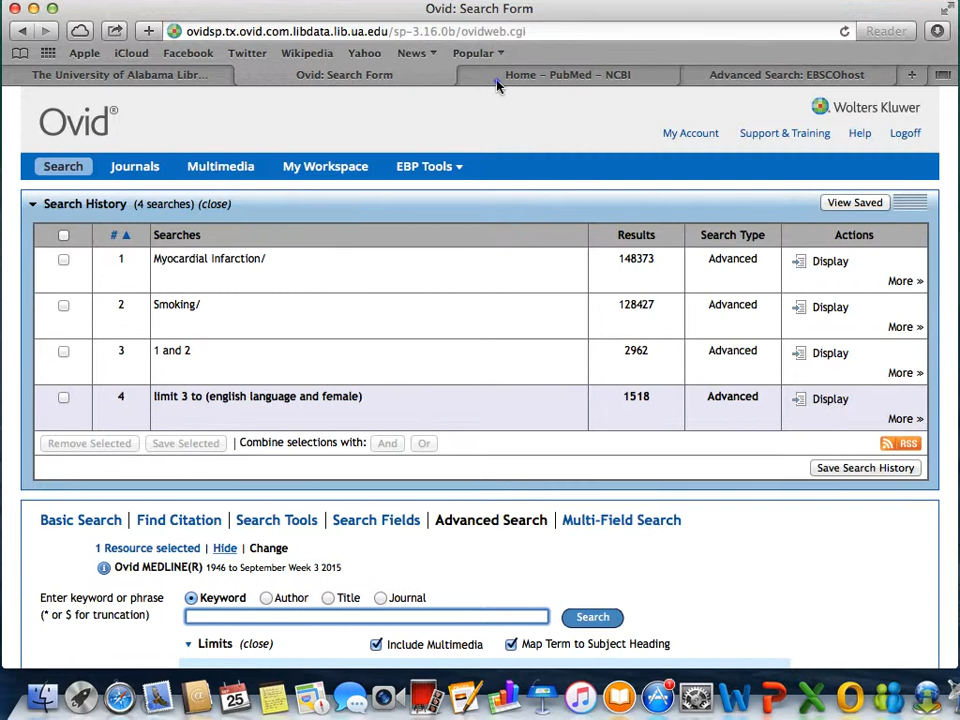 Ovid: Search Form
ovidsp.tx.ovid.com.libdata.lib.ua.edu/sp-3.16.0b/ovidweb.cgi
Reader
Apple iCloud Facebook Twitter Wikipedia Yahoo News Popular
The University of Alabama Libr... Ovid: Search Form Home – PubMed – NCBI Advanced Search: EBSCOhost
Ovid® Wolters Kluwer
My Account Support & Training Help Logoff
Search Journals Multimedia My Workspace EBP Tools
Search History (4 searches) (close) View Saved
# Searches Results Search Type Actions
1 Myocardial Infarction/ 148373 Advanced Display
More »
2 Smoking/ 128427 Advanced Display
More »
3 1 and 2 2962 Advanced Display
More »
4 limit 3 to (english language and female) 1518 Advanced Display
More »
Remove Selected Save Selected | Combine selections with: And Or RSS
Save Search History
Basic Search | Find Citation | Search Tools | Search Fields | Advanced Search | Multi-Field Search
1 Resource selected | Hide | Change
Ovid MEDLINE(R) 1946 to September Week 3 2015
Enter keyword or phrase Keyword Author Title Journal
(* or $ for truncation) Search
Limits (close) Include Multimedia Map Term to Subject Heading
SEP
25